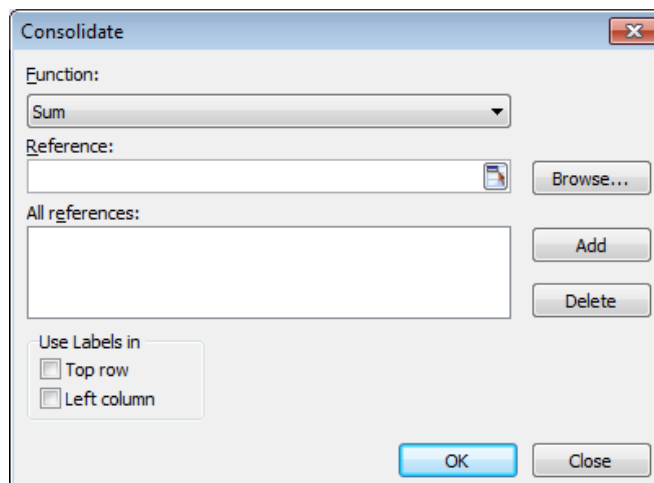 Consolidate
Function:
Sum
Reference:
Browse...
All references:
Add
Delete
Use Labels in
Top row
Left column
OK
Close